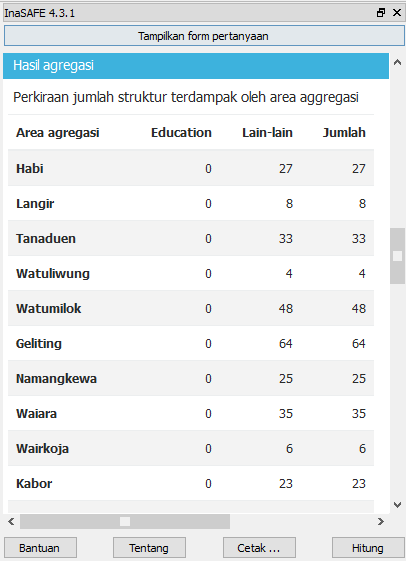 InaSAFE 4.3.1
Tampilkan form pertanyaan
Hasil agregasi
Perkiraan jumlah struktur terdampak oleh area aggregasi
Area agregasi Education Lain-lain Jumlah
Habi 0 27 27
Langir 0 8 8
Tanaduen 0 33 33
Watuliwung 0 4 4
Watumilok 0 48 48
Geliting 0 64 64
Namangkewa 0 25 25
Waiara 0 35 35
Wairkoja 0 6 6
Kabor 0 23 23
Bantuan Tentang Cetak ... Hitung